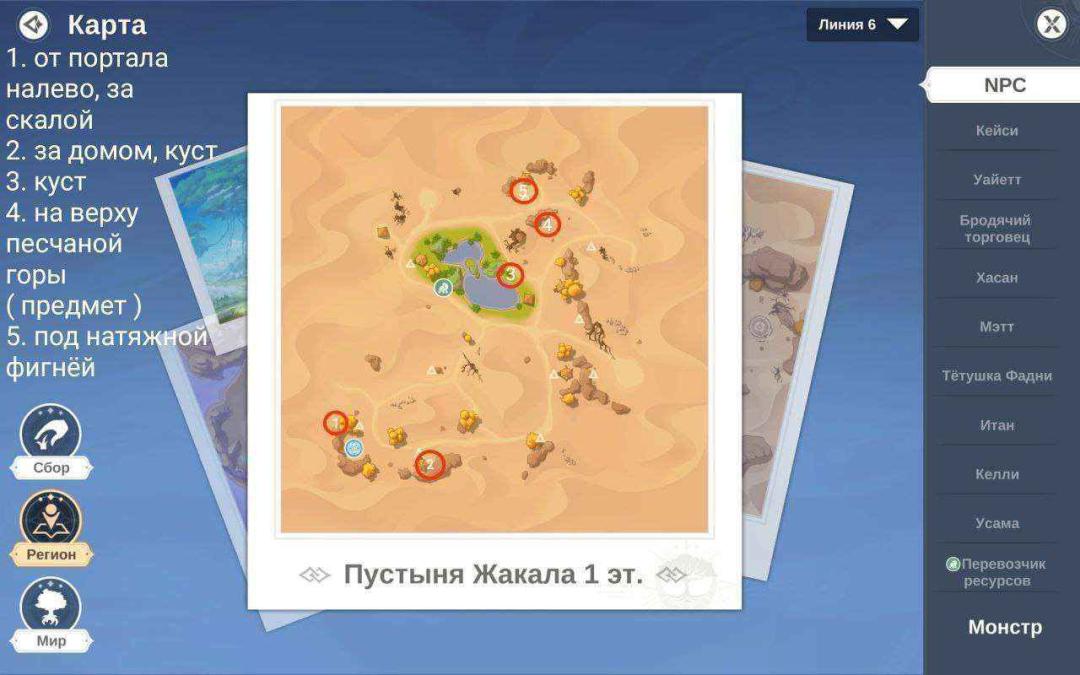 Карта
Линия 6
1. от портала
налево, за
скалой
2. за домом, куст
3. куст
4. на верху
песчаной
горы
( предмет )
5. под натяжной
фигнёй
5
4
3
1
2
Сбор
Регион
Мир
Пустыня Жакала 1 эт.
NPC
Кейси
Уайетт
Бродячий
торговец
Хасан
Мэтт
Тётушка Фадни
Итан
Келли
Усама
Перевозчик
ресурсов
Монстр